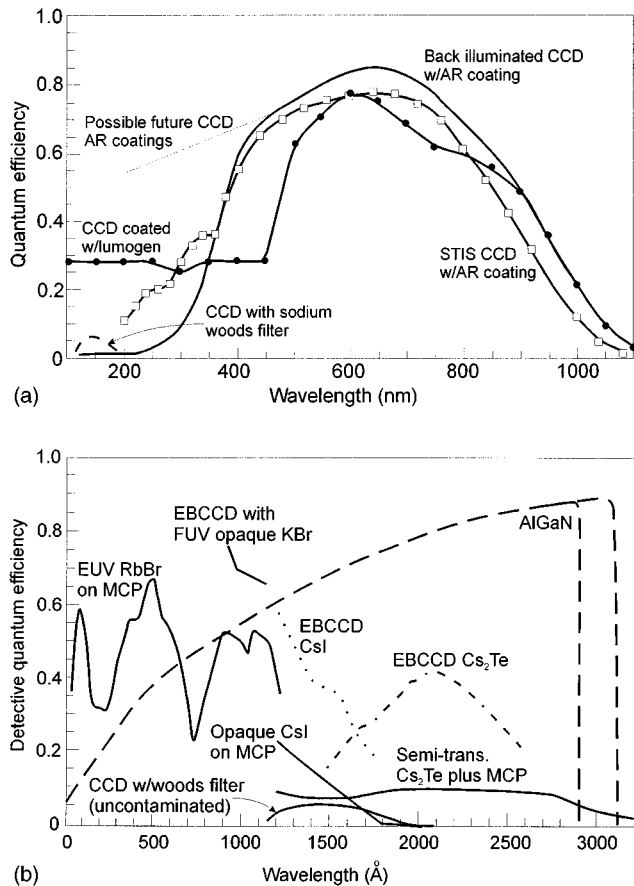 1.0
0.8
0.6
0.4
0.2
0
Quantum efficiency
Back illuminated CCD
w/AR coating
Possible future CCD
AR coatings
CCD coated
w/lumogen
STIS CCD
w/AR coating
CCD with sodium
woods filter
200 400 600 800 1000
Wavelength (nm)
(a)
1.0
0.8
0.6
0.4
0.2
0
Detective quantum efficiency
EBCCD with
FUV opaque KBr
AlGaN
EUV RbBr
on MCP
EBCCD
CsI
EBCCD Cs₂Te
Opaque CsI
on MCP
Semi-trans.
Cs₂Te plus MCP
CCD w/woods filter
(uncontaminated)
0 500 1000 1500 2000 2500 3000
Wavelength (Å)
(b)